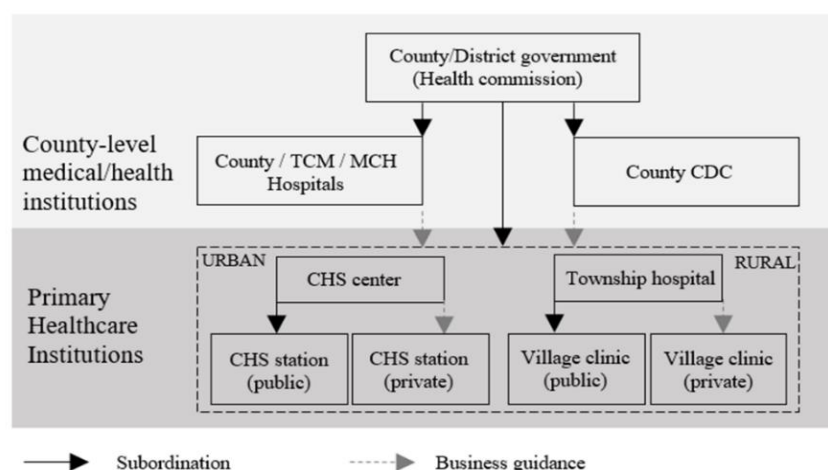 County/District government
(Health commission)
County-level
medical/health
institutions
County / TCM / MCH
Hospitals
County CDC
URBAN
RURAL
CHS center
Township hospital
Primary
Healthcare
Institutions
CHS station
(public)
CHS station
(private)
Village clinic
(public)
Village clinic
(private)
Subordination
Business guidance